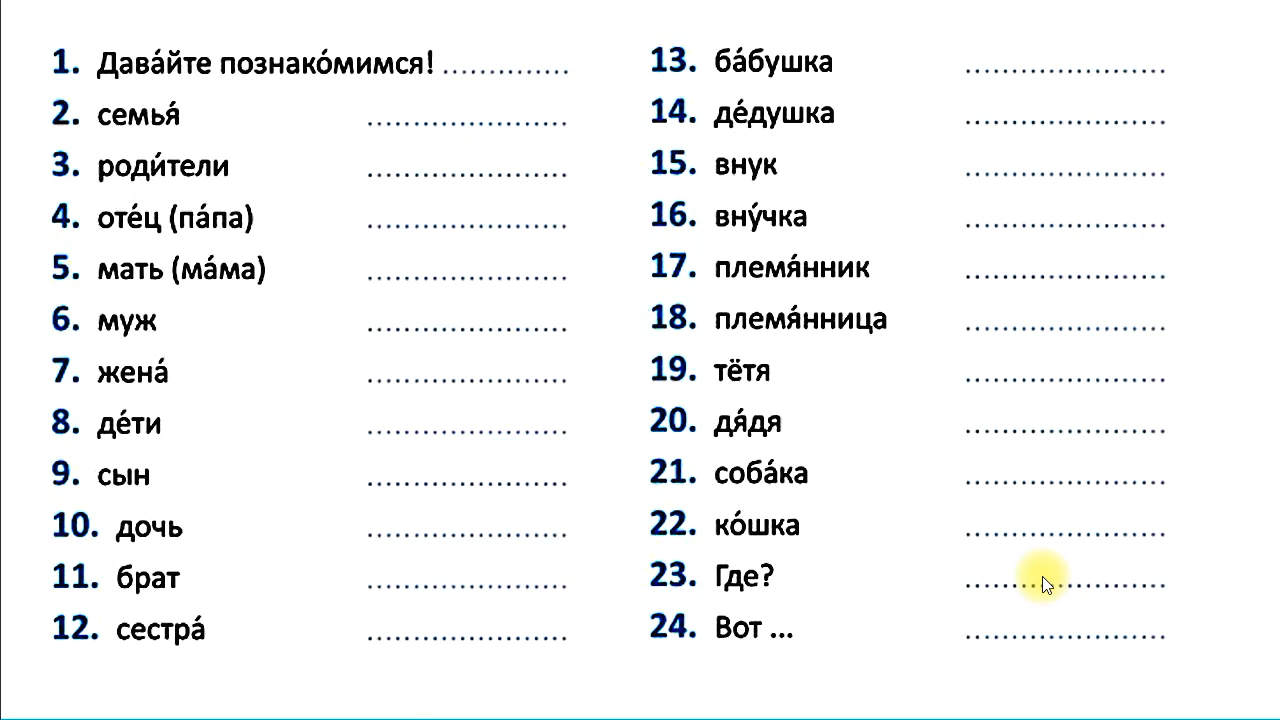 1. Дава́йте познако́мимся! ..............
2. семья́ ......................
3. роди́тели ......................
4. оте́ц (па́па) ......................
5. мать (ма́ма) ......................
6. муж ......................
7. жена́ ......................
8. де́ти ......................
9. сын ......................
10. дочь ......................
11. брат ......................
12. сестра́ ......................
13. ба́бушка ......................
14. де́душка ......................
15. внук ......................
16. вну́чка ......................
17. племя́нник ......................
18. племя́нница ......................
19. тётя ......................
20. дя́дя ......................
21. соба́ка ......................
22. ко́шка ......................
23. Где? ......................
24. Вот ... ......................